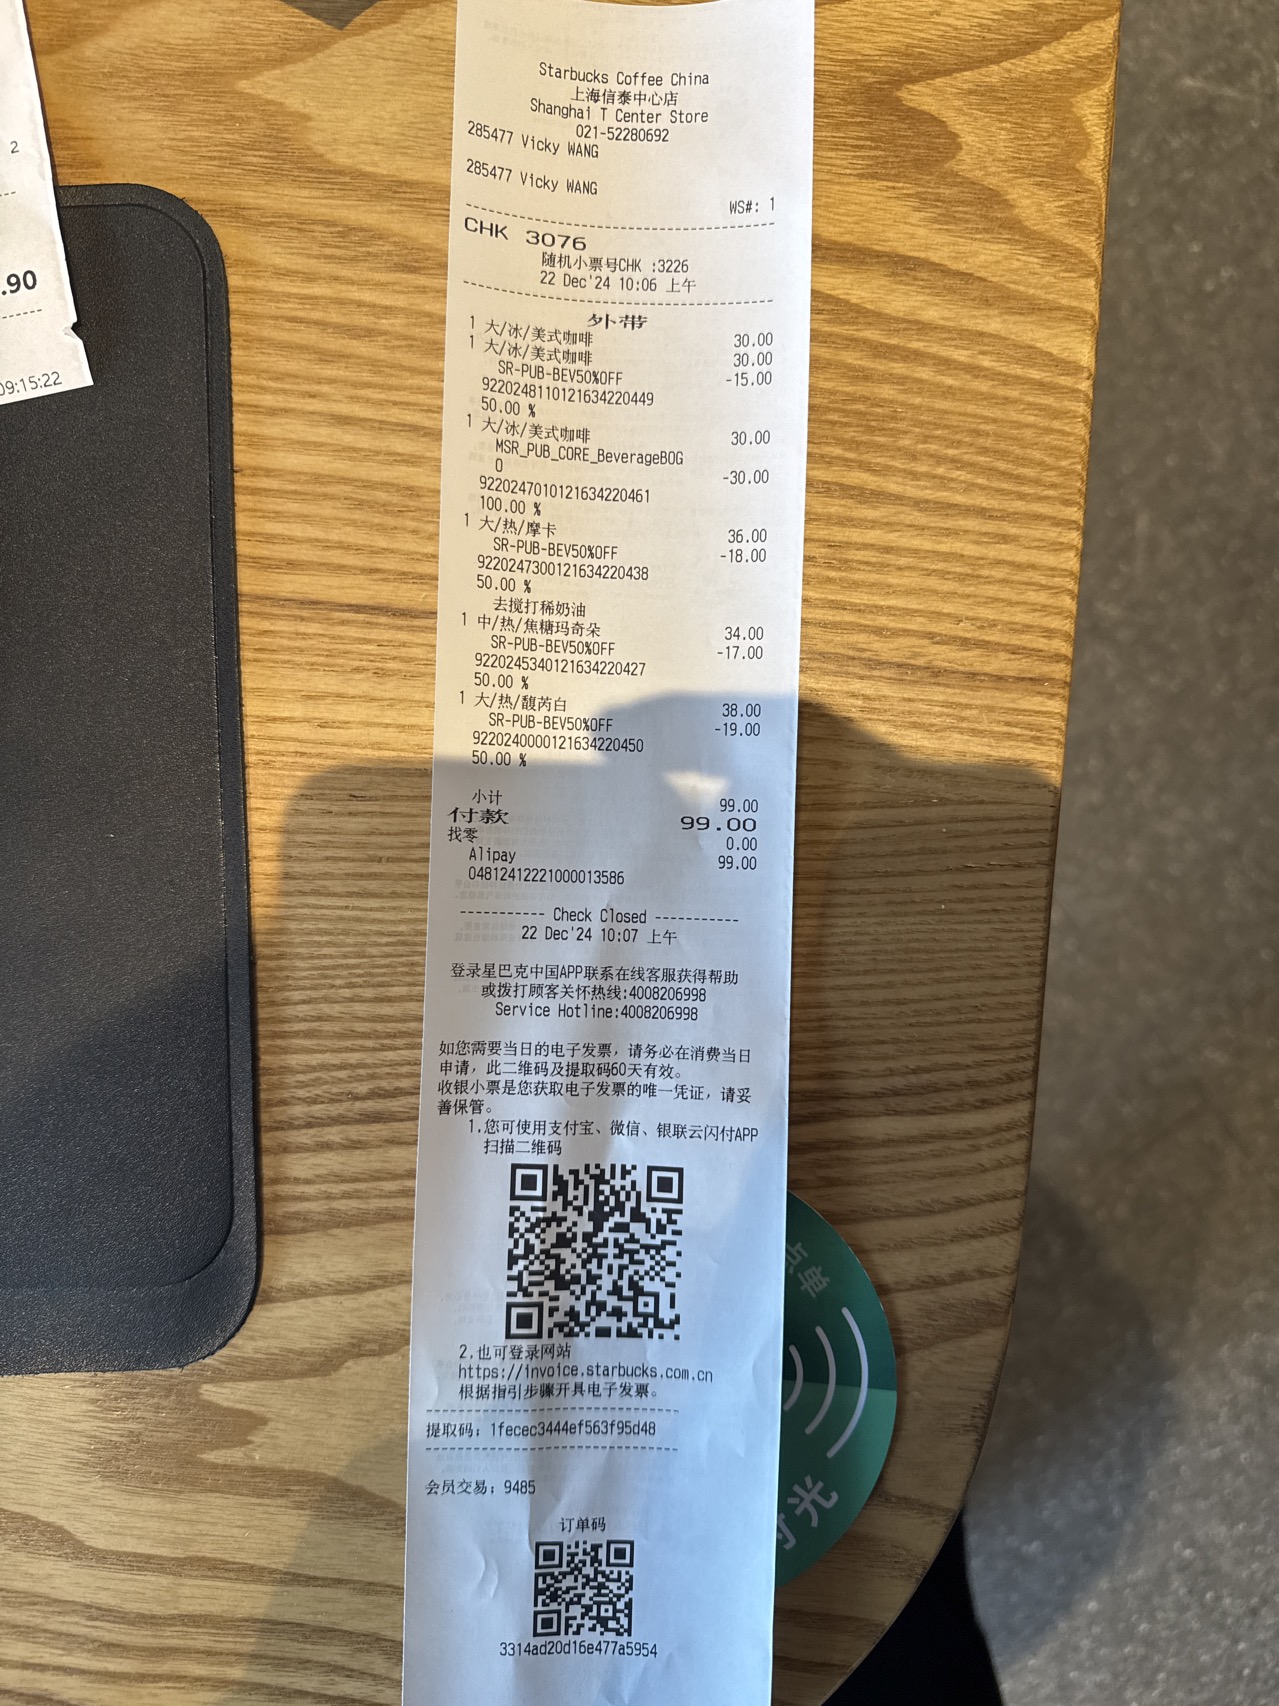 2
.90
09:15:22
Starbucks Coffee China
上海信泰中心店
Shanghai T Center Store
021-52280692
285477 Vicky WANG
285477 Vicky WANG
WS#: 1
CHK 3076
随机小票号CHK :3226
22 Dec'24 10:06 上午
外带
1 大/冰/美式咖啡 30.00
1 大/冰/美式咖啡 30.00
SR-PUB-BEV50%OFF -15.00
9220248110121634220449
50.00 %
1 大/冰/美式咖啡 30.00
MSR_PUB_CORE_BeverageBOG
O -30.00
9220247010121634220461
100.00 %
1 大/热/摩卡 36.00
SR-PUB-BEV50%OFF -18.00
9220247300121634220438
50.00 %
去搅打稀奶油
1 中/热/焦糖玛奇朵 34.00
SR-PUB-BEV50%OFF -17.00
9220245340121634220427
50.00 %
1 大/热/馥芮白 38.00
SR-PUB-BEV50%OFF -19.00
9220240000121634220450
50.00 %
小计 99.00
付款 99.00
找零 0.00
Alipay 99.00
04812412221000013586
----------- Check Closed -----------
22 Dec'24 10:07 上午
登录星巴克中国APP联系在线客服获得帮助
或拨打顾客关怀热线:4008206998
Service Hotline:4008206998
如您需要当日的电子发票，请务必在消费当日
申请，此二维码及提取码60天有效。
收银小票是您获取电子发票的唯一凭证，请妥
善保管。
1.您可使用支付宝、微信、银联云闪付APP
扫描二维码
2.也可登录网站
https://invoice.starbucks.com.cn
根据指引步骤开具电子发票。
提取码：1fecec3444ef563f95d48
会员交易：9485
订单码
3314ad20d16e477a5954
点单
时光